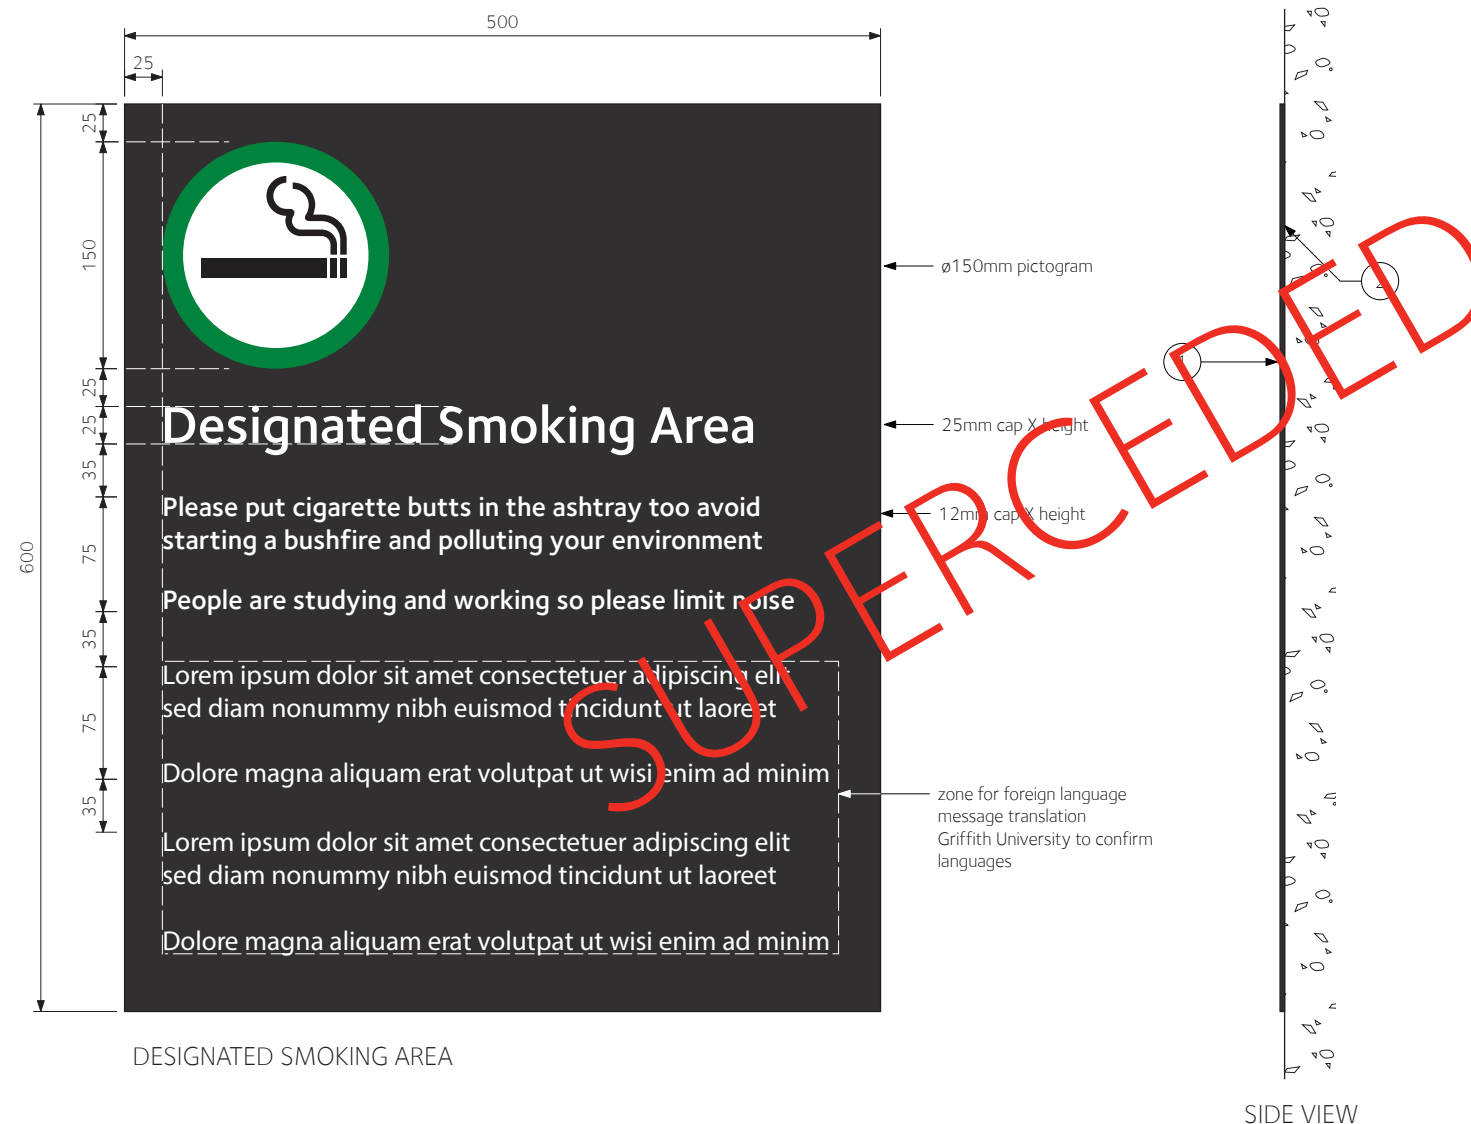 500
25
25
150
ø150mm pictogram
2
1
25
25
Designated Smoking Area
25mm cap X height
35
Please put cigarette butts in the ashtray too avoid
starting a bushfire and polluting your environment
12mm cap X height
75
600
People are studying and working so please limit noise
35
Lorem ipsum dolor sit amet consectetuer adipiscing elit
sed diam nonummy nibh euismod tincidunt ut laoreet
75
Dolore magna aliquam erat volutpat ut wisi enim ad minim
35
zone for foreign language
message translation
Griffith University to confirm
languages
Lorem ipsum dolor sit amet consectetuer adipiscing elit
sed diam nonummy nibh euismod tincidunt ut laoreet
Dolore magna aliquam erat volutpat ut wisi enim ad minim
SUPERCEDED
DESIGNATED SMOKING AREA
SIDE VIEW